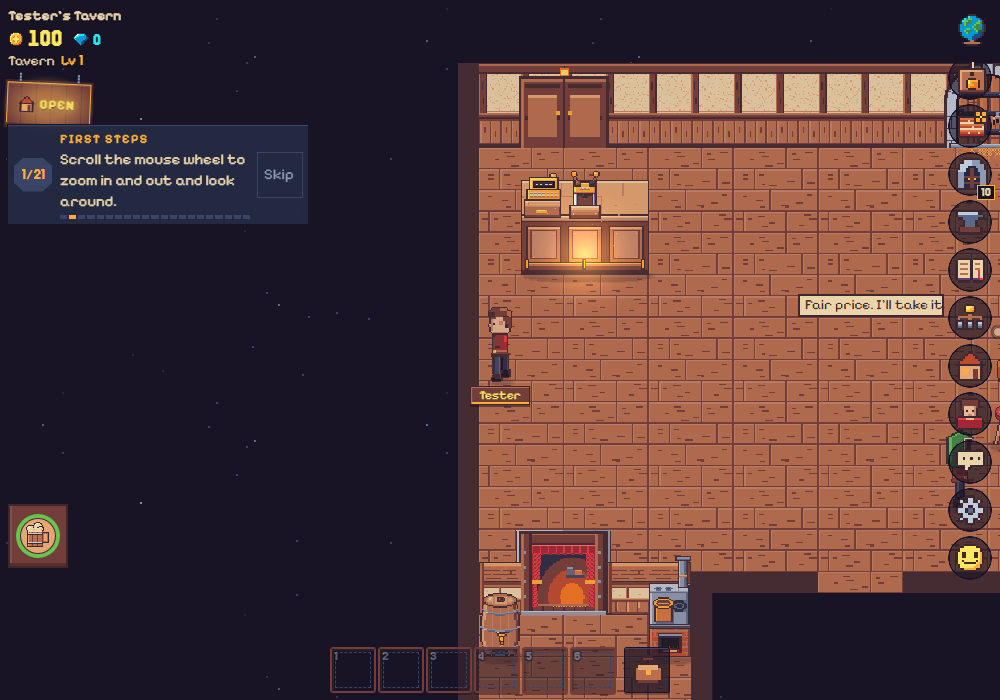 Tester's Tavern
100 0
Tavern Lv 1
OPEN
FIRST STEPS
1/21
Scroll the mouse wheel to
zoom in and out and look
around.
Skip
10
Fair price. I'll take it
Tester
1 2 3 4 5 6